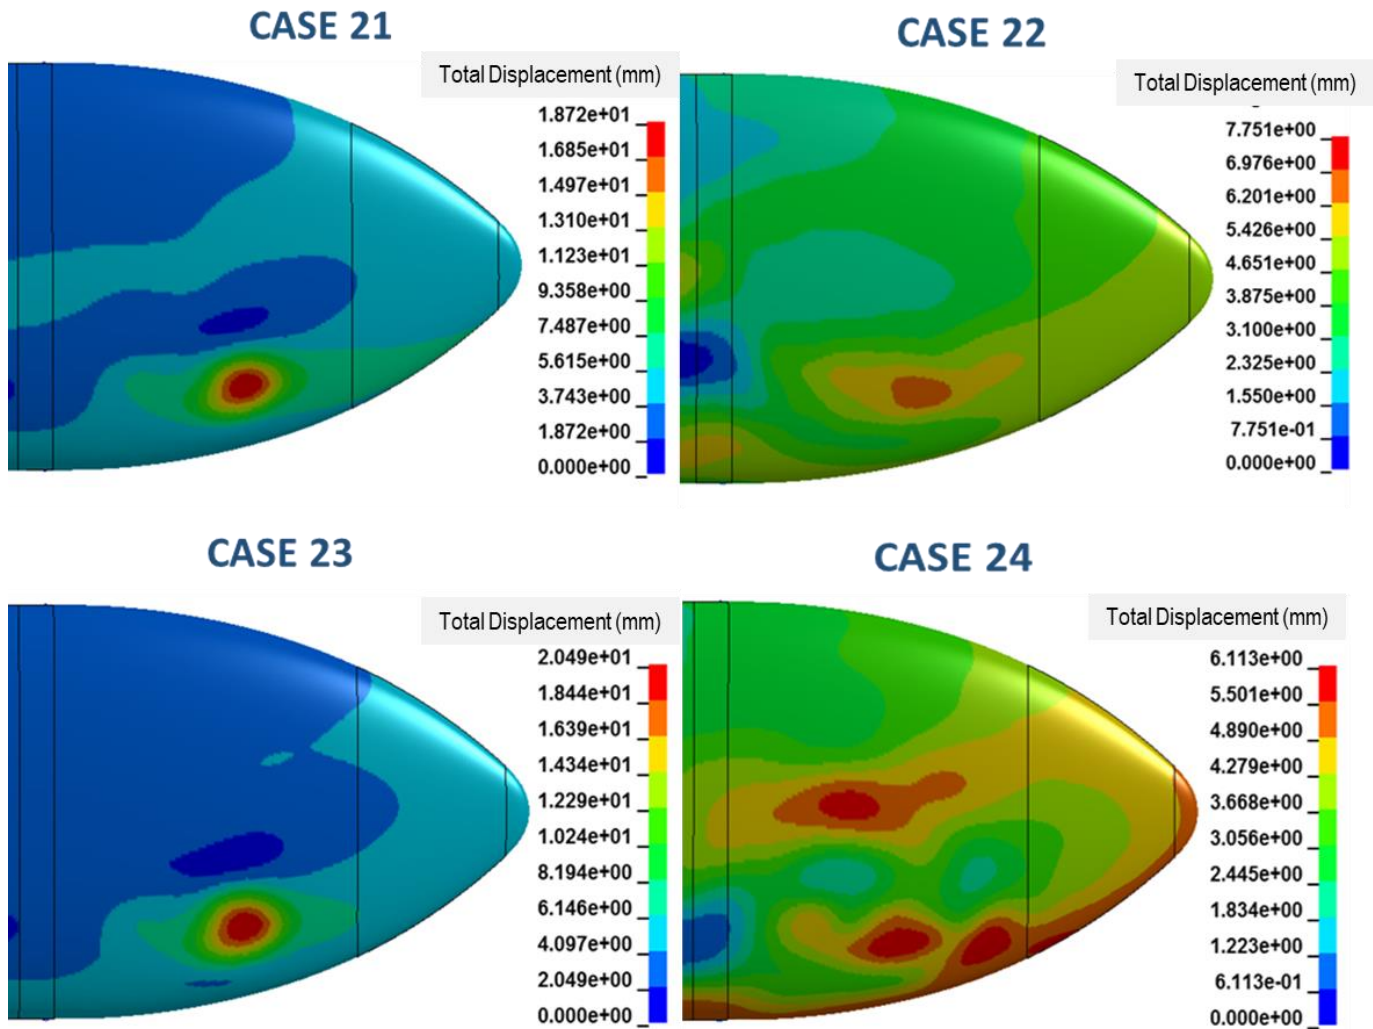 CASE 21
Total Displacement (mm)
1.872e+01
1.685e+01
1.497e+01
1.310e+01
1.123e+01
9.358e+00
7.487e+00
5.615e+00
3.743e+00
1.872e+00
0.000e+00
CASE 22
Total Displacement (mm)
7.751e+00
6.976e+00
6.201e+00
5.426e+00
4.651e+00
3.875e+00
3.100e+00
2.325e+00
1.550e+00
7.751e-01
0.000e+00
CASE 23
Total Displacement (mm)
2.049e+01
1.844e+01
1.639e+01
1.434e+01
1.229e+01
1.024e+01
8.194e+00
6.146e+00
4.097e+00
2.049e+00
0.000e+00
CASE 24
Total Displacement (mm)
6.113e+00
5.501e+00
4.890e+00
4.279e+00
3.668e+00
3.056e+00
2.445e+00
1.834e+00
1.223e+00
6.113e-01
0.000e+00